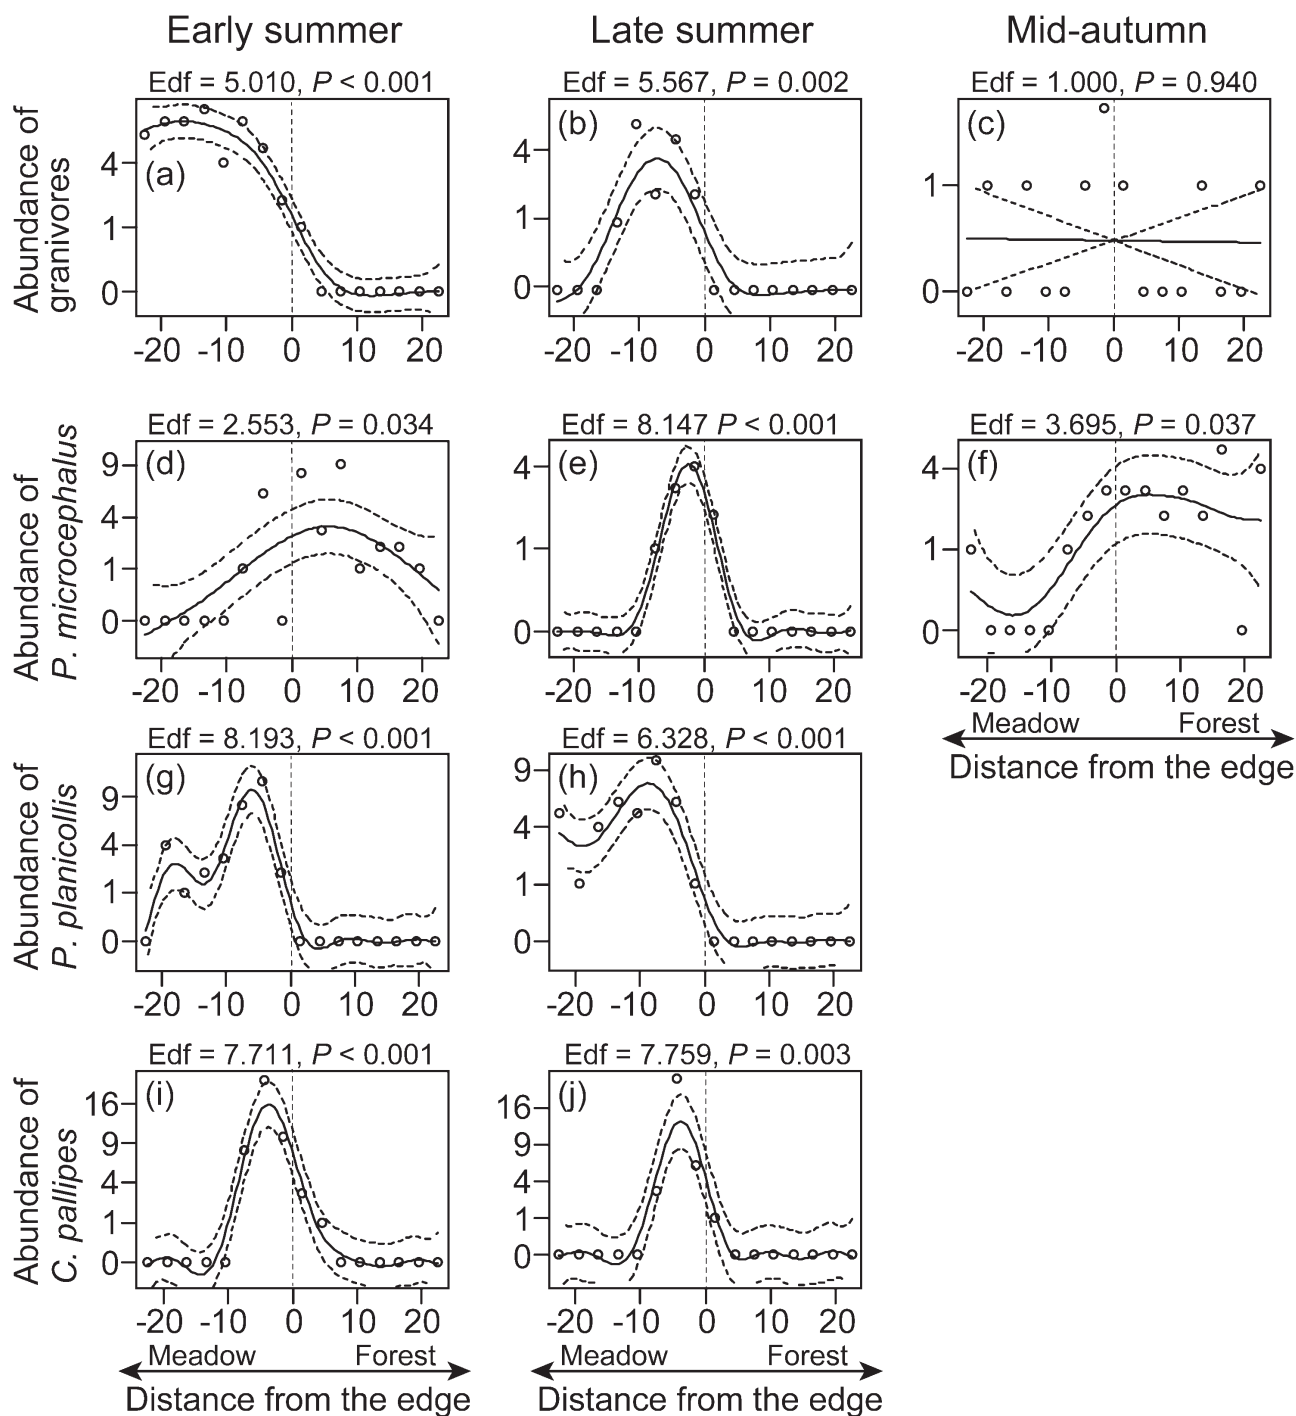 Early summer
Late summer
Mid-autumn
Edf = 5.010, P < 0.001
Edf = 5.567, P = 0.002
Edf = 1.000, P = 0.940
Abundance of
granivores
(a)
4
1
0
-20 -10 0 10 20
(b)
4
1
0
-20 -10 0 10 20
(c)
1
0
-20 -10 0 10 20
Edf = 2.553, P = 0.034
Edf = 8.147 P < 0.001
Edf = 3.695, P = 0.037
Abundance of
P. microcephalus
(d)
9
4
1
0
-20 -10 0 10 20
(e)
4
1
0
-20 -10 0 10 20
(f)
4
1
0
-20 -10 0 10 20
Meadow Forest
Distance from the edge
Edf = 8.193, P < 0.001
Edf = 6.328, P < 0.001
Abundance of
P. planicollis
(g)
9
4
1
0
-20 -10 0 10 20
(h)
9
4
1
0
-20 -10 0 10 20
Edf = 7.711, P < 0.001
Edf = 7.759, P = 0.003
Abundance of
C. pallipes
(i)
16
9
4
1
0
-20 -10 0 10 20
Meadow Forest
Distance from the edge
(j)
16
9
4
1
0
-20 -10 0 10 20
Meadow Forest
Distance from the edge